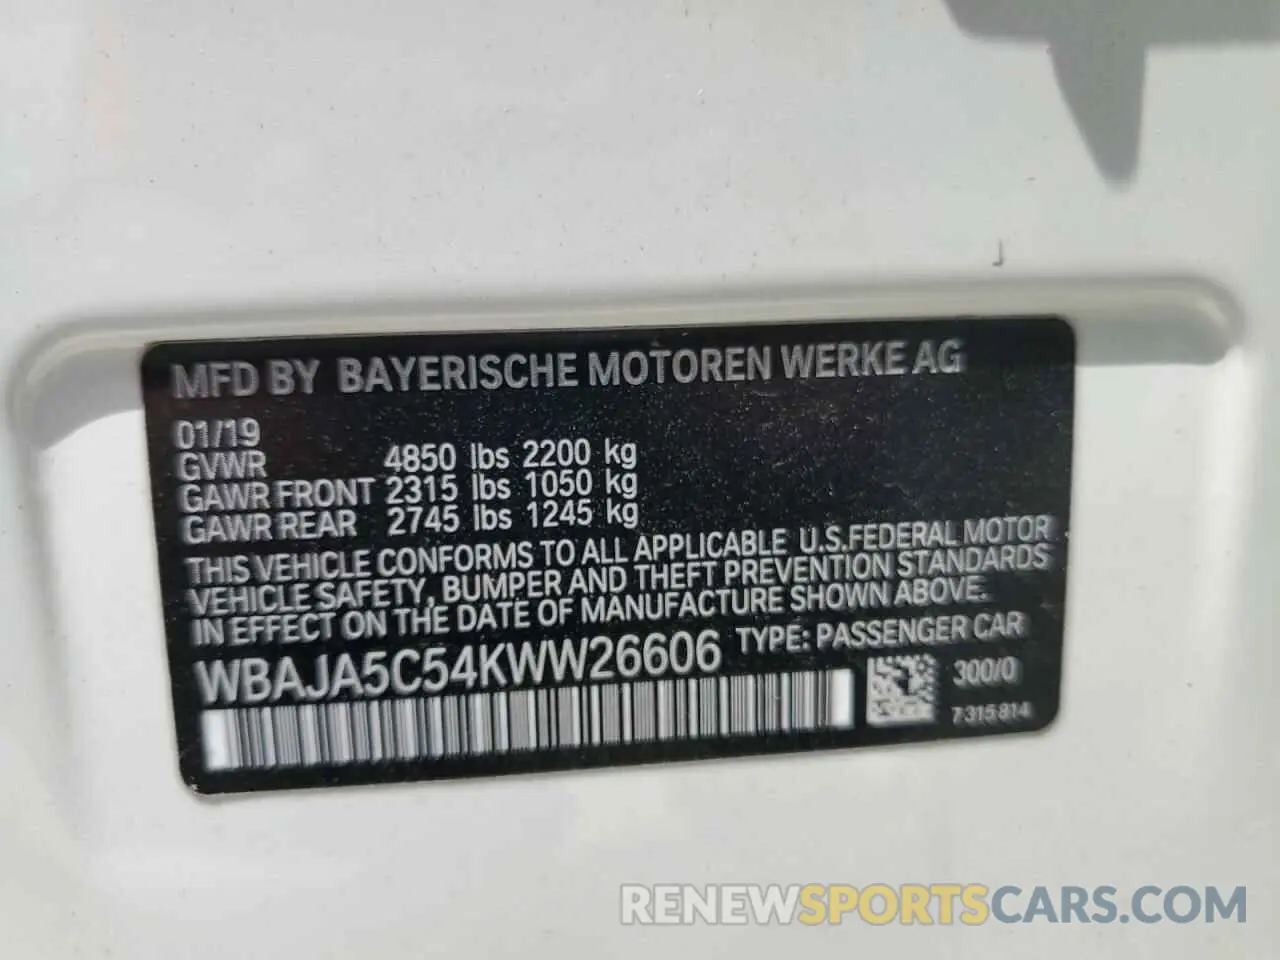 MFD BY BAYERISCHE MOTOREN WERKE AG
01/19
GVWR 4850 lbs 2200 kg
GAWR FRONT 2315 lbs 1050 kg
GAWR REAR 2745 lbs 1245 kg
THIS VEHICLE CONFORMS TO ALL APPLICABLE U.S.FEDERAL MOTOR
VEHICLE SAFETY, BUMPER AND THEFT PREVENTION STANDARDS
IN EFFECT ON THE DATE OF MANUFACTURE SHOWN ABOVE.
WBAJA5C54KWW26606 TYPE: PASSENGER CAR
300/0
7315814
RENEWSPORTSCARS.COM